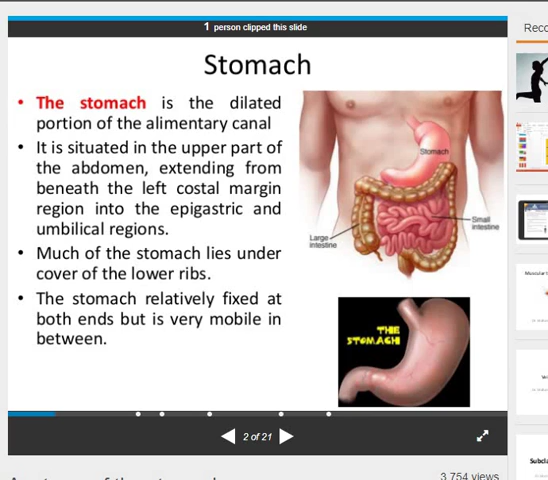 1 person clipped this slide
Stomach
• The stomach is the dilated
portion of the alimentary canal
• It is situated in the upper part of
the abdomen, extending from
beneath the left costal margin
region into the epigastric and
umbilical regions.
• Much of the stomach lies under
cover of the lower ribs.
• The stomach relatively fixed at
both ends but is very mobile in
between.
Stomach
Small
intestine
Large
intestine
THE
STOMACH
2 of 21
3,754 views
Reco